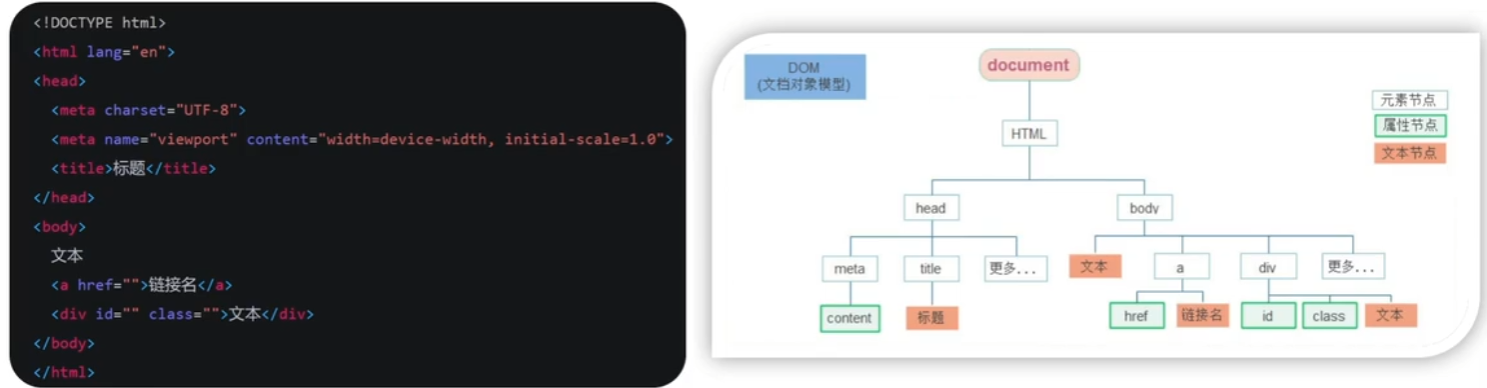 <!DOCTYPE html>
<html lang="en">
<head>
<meta charset="UTF-8">
<meta name="viewport" content="width=device-width, initial-scale=1.0">
<title>标题</title>
</head>
<body>
文本
<a href="">链接名</a>
<div id="" class="">文本</div>
</body>
</html>
DOM
(文档对象模型)
document
元素节点
属性节点
文本节点
HTML
head
body
meta
title
更多...
文本
a
div
更多...
content
标题
href
链接名
id
class
文本